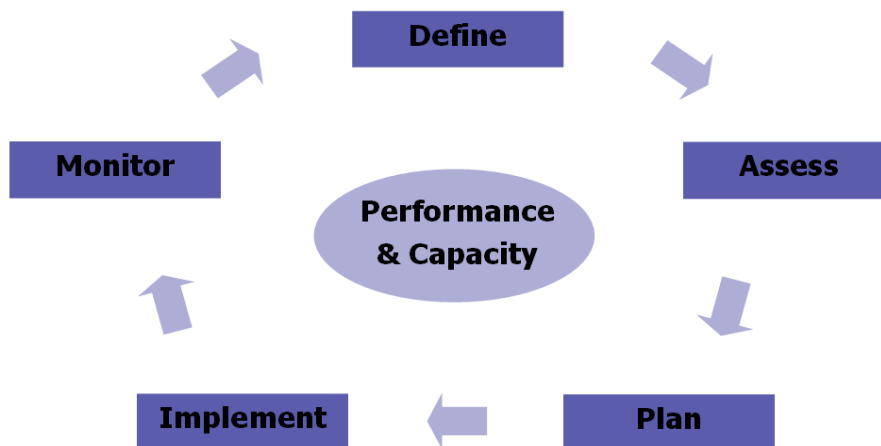 Define
Monitor
Assess
Performance
& Capacity
Implement
Plan